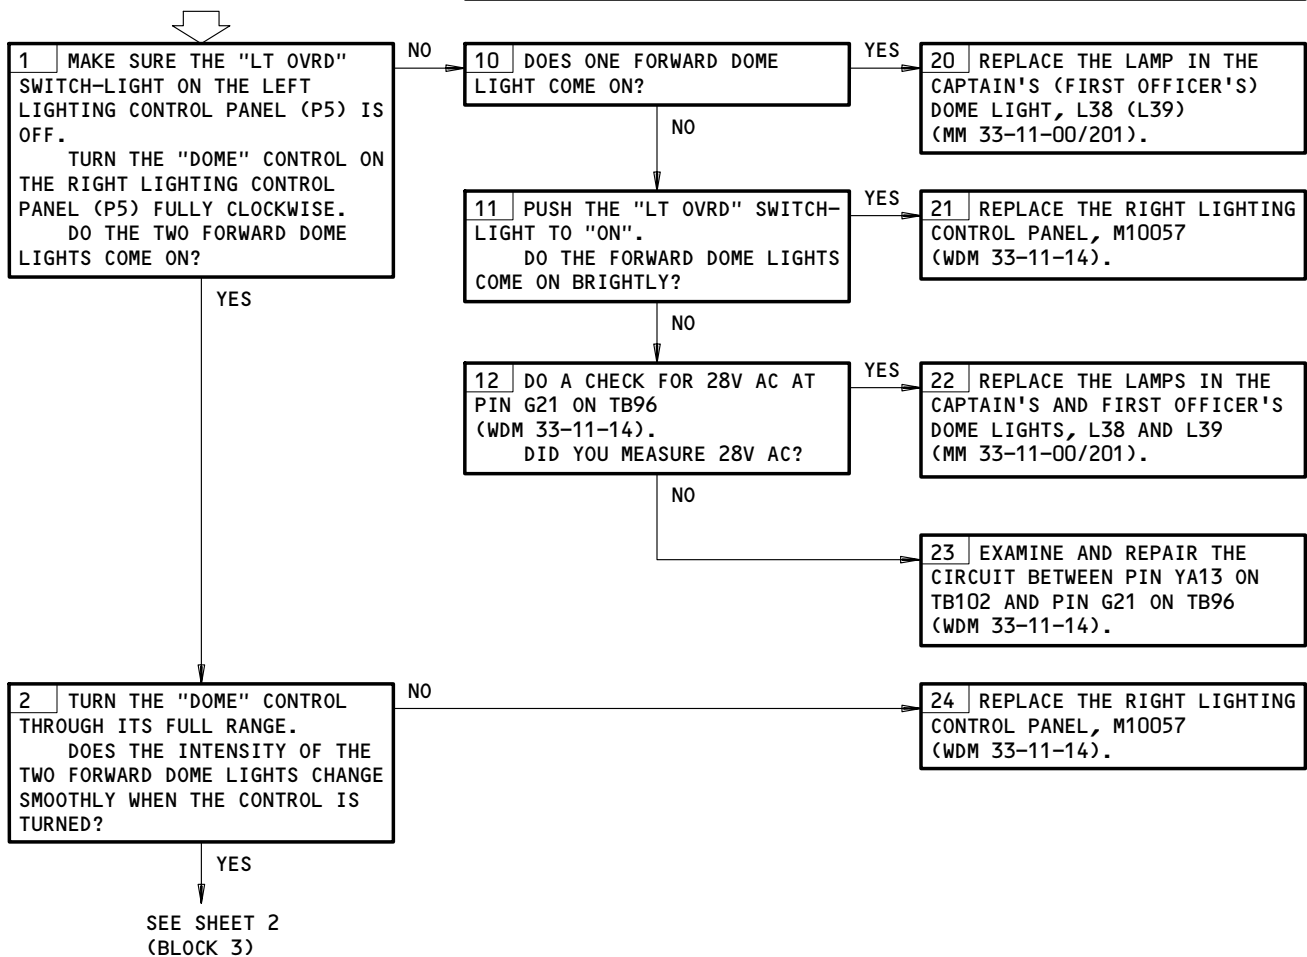 1 MAKE SURE THE "LT OVRD"
SWITCH-LIGHT ON THE LEFT
LIGHTING CONTROL PANEL (P5) IS
OFF.
TURN THE "DOME" CONTROL ON
THE RIGHT LIGHTING CONTROL
PANEL (P5) FULLY CLOCKWISE.
DO THE TWO FORWARD DOME
LIGHTS COME ON?
NO
10 DOES ONE FORWARD DOME
LIGHT COME ON?
YES
20 REPLACE THE LAMP IN THE
CAPTAIN'S (FIRST OFFICER'S)
DOME LIGHT, L38 (L39)
(MM 33-11-00/201).
NO
11 PUSH THE "LT OVRD" SWITCH-
LIGHT TO "ON".
DO THE FORWARD DOME LIGHTS
COME ON BRIGHTLY?
YES
21 REPLACE THE RIGHT LIGHTING
CONTROL PANEL, M10057
(WDM 33-11-14).
YES
NO
12 DO A CHECK FOR 28V AC AT
PIN G21 ON TB96
(WDM 33-11-14).
DID YOU MEASURE 28V AC?
YES
22 REPLACE THE LAMPS IN THE
CAPTAIN'S AND FIRST OFFICER'S
DOME LIGHTS, L38 AND L39
(MM 33-11-00/201).
NO
23 EXAMINE AND REPAIR THE
CIRCUIT BETWEEN PIN YA13 ON
TB102 AND PIN G21 ON TB96
(WDM 33-11-14).
2 TURN THE "DOME" CONTROL
THROUGH ITS FULL RANGE.
DOES THE INTENSITY OF THE
TWO FORWARD DOME LIGHTS CHANGE
SMOOTHLY WHEN THE CONTROL IS
TURNED?
NO
24 REPLACE THE RIGHT LIGHTING
CONTROL PANEL, M10057
(WDM 33-11-14).
YES
SEE SHEET 2
(BLOCK 3)